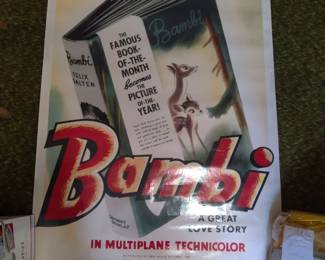 Bambi
Bambi
FELIX
SALTEN
THE
FAMOUS
BOOK-
OF-THE-
MONTH
becomes
THE
PICTURE
OF-THE-
YEAR!
Bambi
A GREAT
LOVE STORY
IN MULTIPLANE TECHNICOLOR